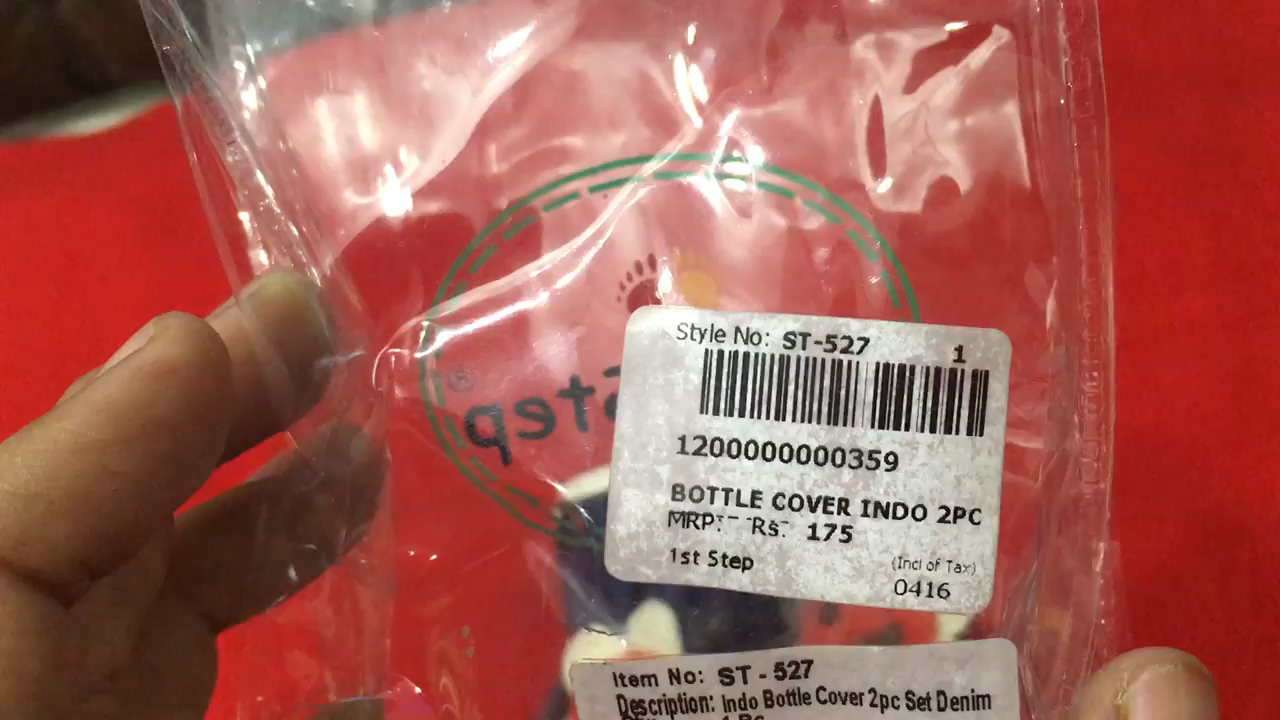 Style No: ST-527 1
1200000000359
BOTTLE COVER INDO 2PC
MRP: Rs. 175
1st Step
(Incl of Tax)
0416
Item No: ST - 527
Description: Indo Bottle Cover 2pc Set Denim